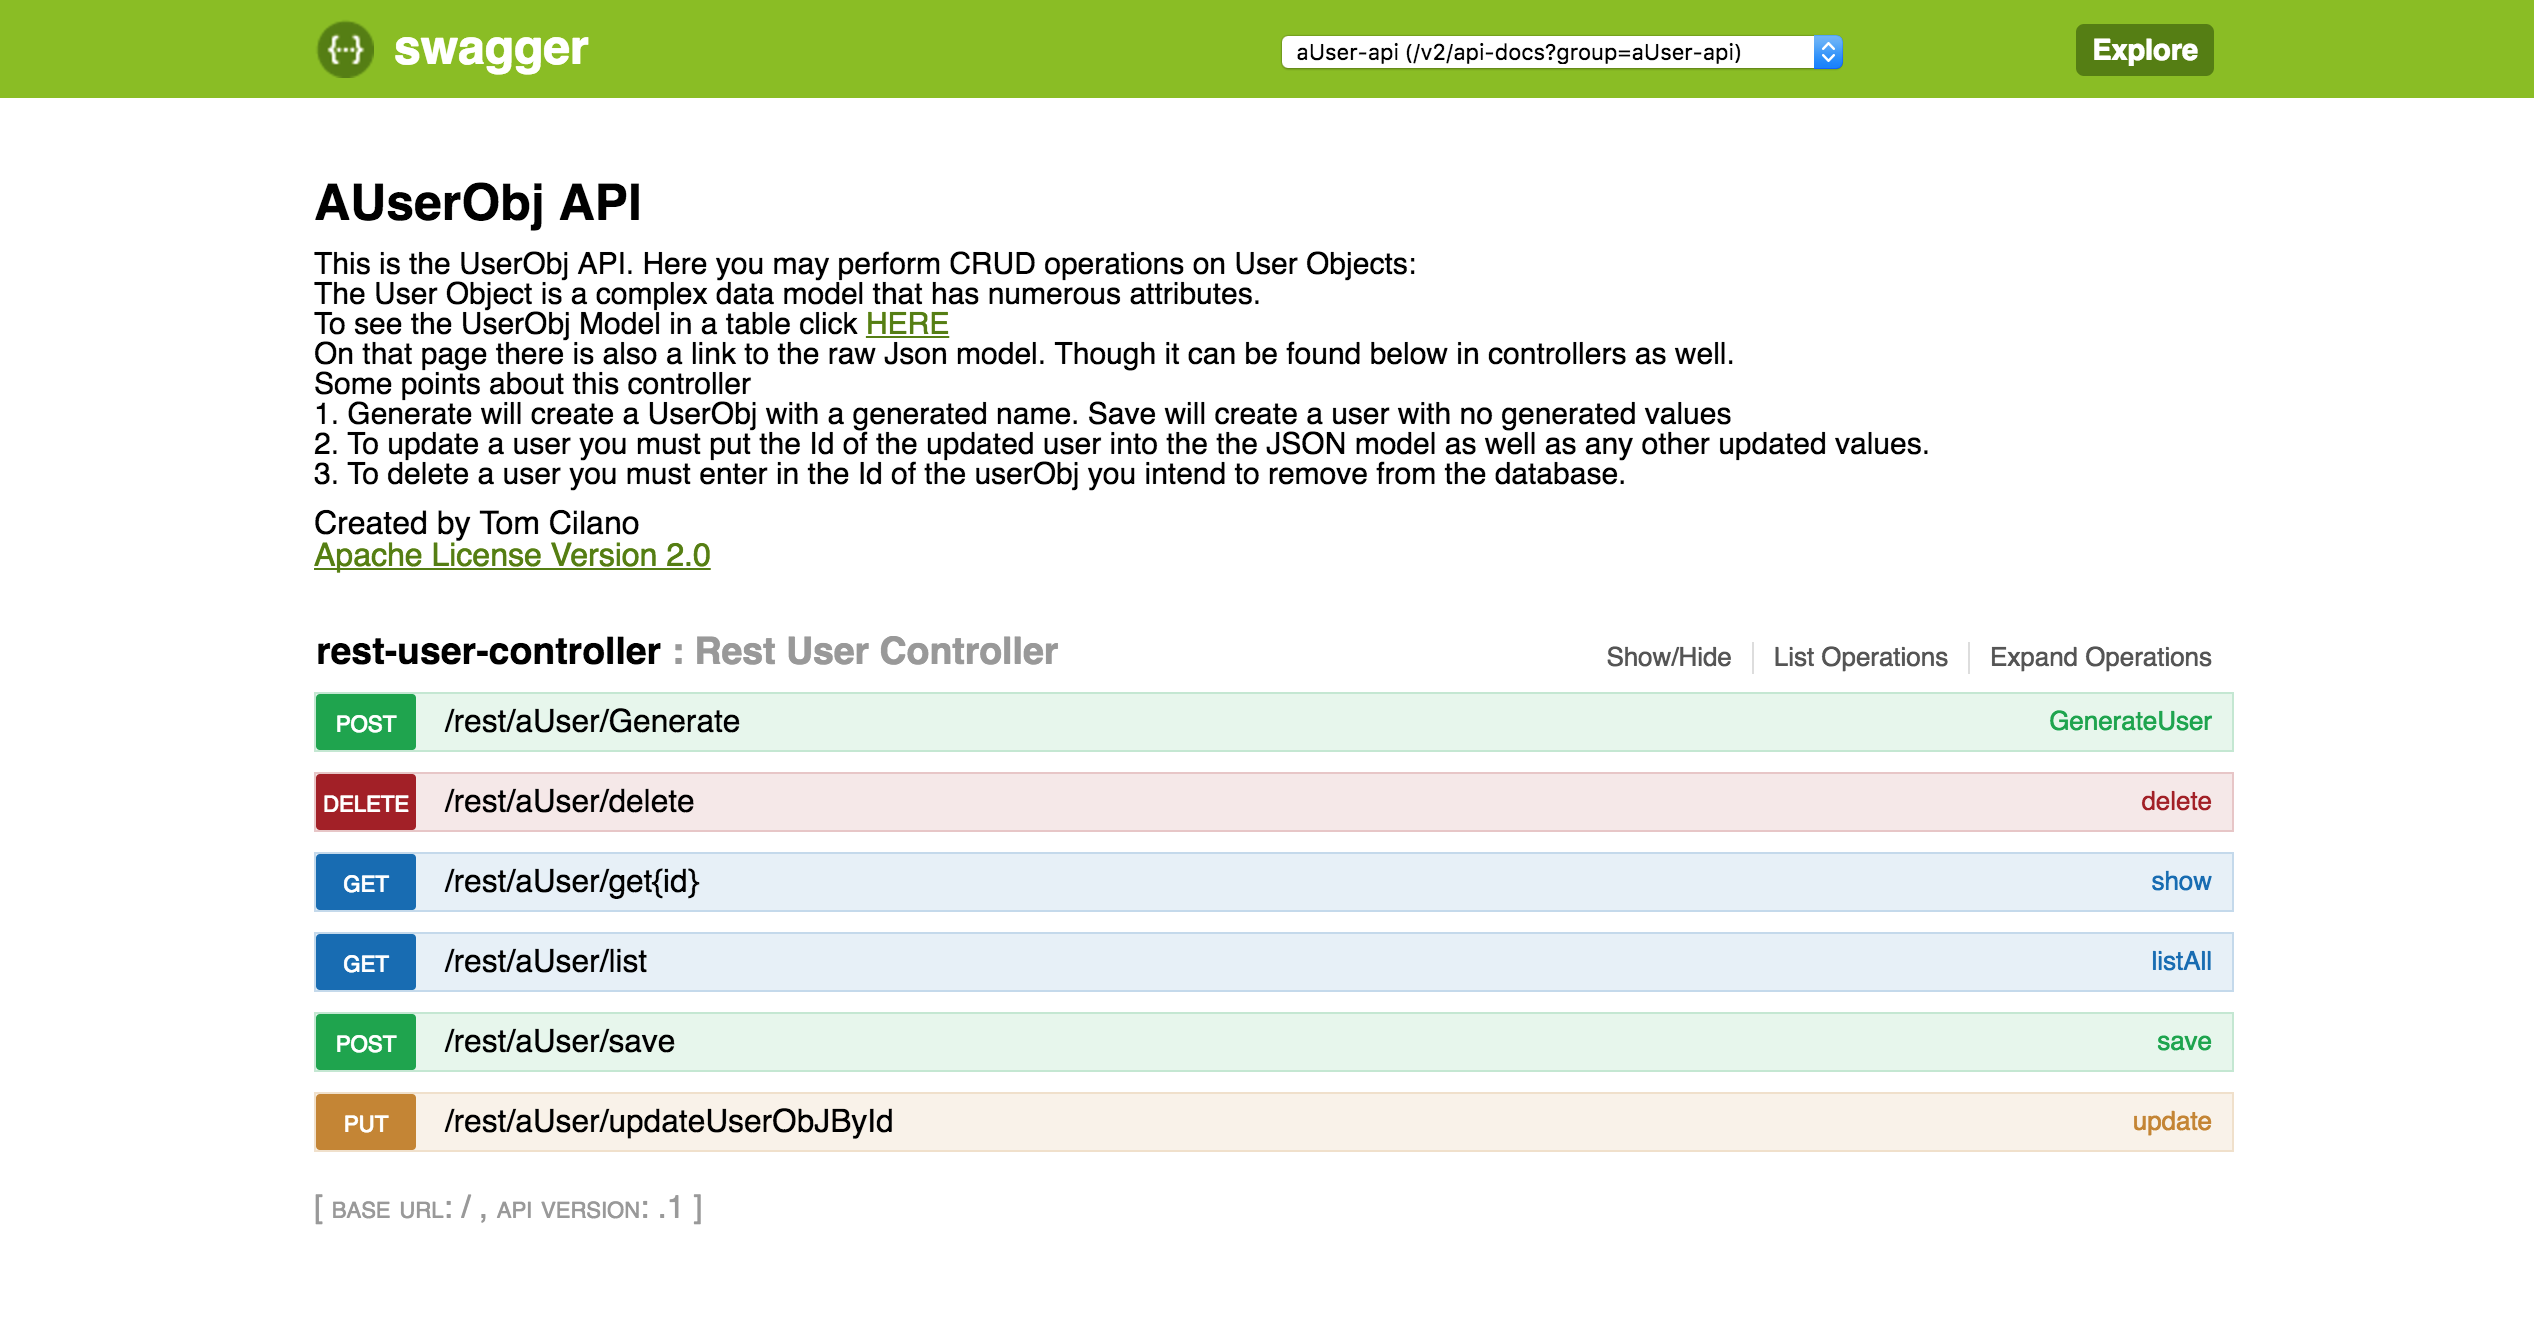 {···} swagger
aUser-api (/v2/api-docs?group=aUser-api)
Explore
AUserObj API
This is the UserObj API. Here you may perform CRUD operations on User Objects:
The User Object is a complex data model that has numerous attributes.
To see the UserObj Model in a table click HERE
On that page there is also a link to the raw Json model. Though it can be found below in controllers as well.
Some points about this controller
1. Generate will create a UserObj with a generated name. Save will create a user with no generated values
2. To update a user you must put the Id of the updated user into the the JSON model as well as any other updated values.
3. To delete a user you must enter in the Id of the userObj you intend to remove from the database.
Created by Tom Cilano
Apache License Version 2.0
rest-user-controller : Rest User Controller
Show/Hide List Operations Expand Operations
POST /rest/aUser/Generate GenerateUser
DELETE /rest/aUser/delete delete
GET /rest/aUser/get{id} show
GET /rest/aUser/list listAll
POST /rest/aUser/save save
PUT /rest/aUser/updateUserObJById update
[ BASE URL: / , API VERSION: .1 ]